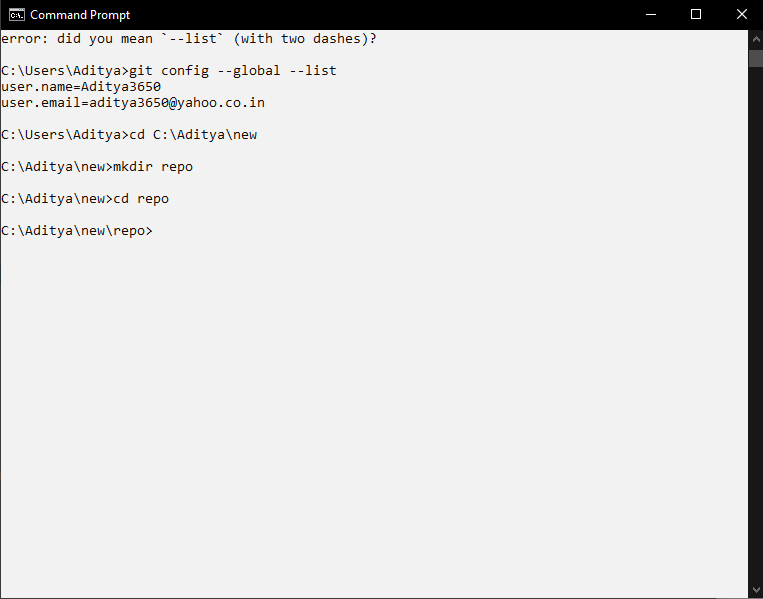 Command Prompt
error: did you mean `--list` (with two dashes)?
C:\Users\Aditya>git config --global --list
user.name=Aditya3650
user.email=aditya3650@yahoo.co.in
C:\Users\Aditya>cd C:\Aditya\new
C:\Aditya\new>mkdir repo
C:\Aditya\new>cd repo
C:\Aditya\new\repo>